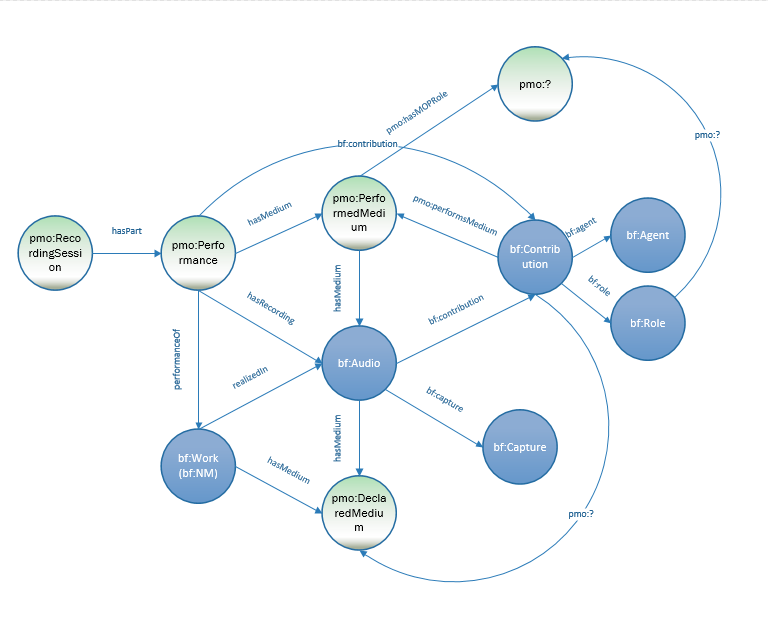 pmo:?
pmo:hasMOPRole
pmo:?
bf:contribution
pmo:Perfo
rmedMedi
um
hasMedium
pmo:performsMedium
bf:agent
bf:Agent
pmo:Reco
rdingSessi
on
hasPart
pmo:Perfo
rmance
bf:Contrib
ution
bf:role
bf:Role
hasMedium
hasRecording
bf:contribution
performanceOf
bf:Audio
realizedIn
bf:capture
bf:Capture
hasMedium
bf:Work
(bf:NM)
hasMedium
pmo:Decla
redMediu
m
pmo:?